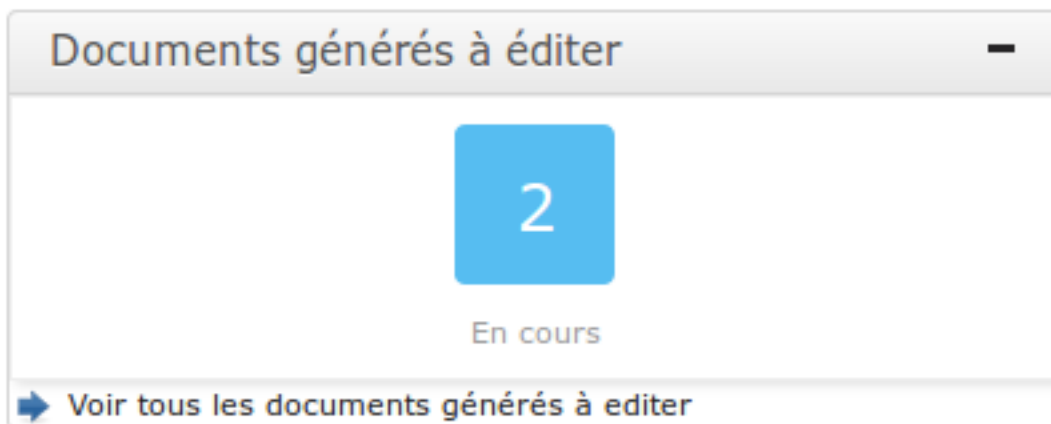 Documents générés à éditer
2
En cours
Voir tous les documents générés à editer